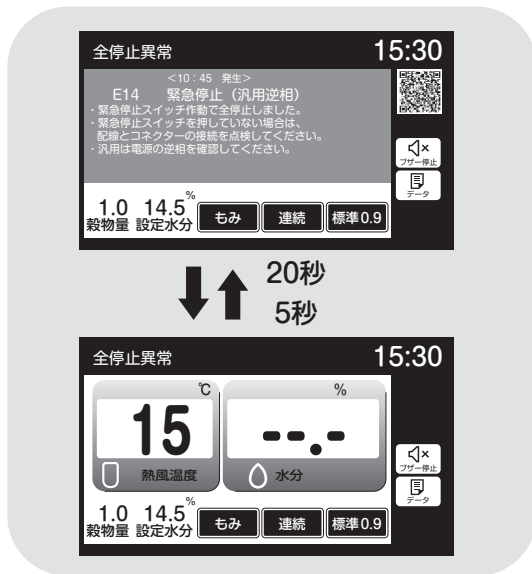 全停止異常 15:30
<10:45 発生>
E14 緊急停止（汎用逆相）
・緊急停止スイッチ作動で全停止しました。
・緊急停止スイッチを押していない場合は、
配線とコネクターの接続を点検してください。
・汎用は電源の逆相を確認してください。
ブザー停止
データ
1.0 14.5% もみ 連続 標準0.9
穀物量 設定水分
20秒
5秒
全停止異常 15:30
℃ %
15 --.-
熱風温度 水分
ブザー停止
データ
1.0 14.5% もみ 連続 標準0.9
穀物量 設定水分